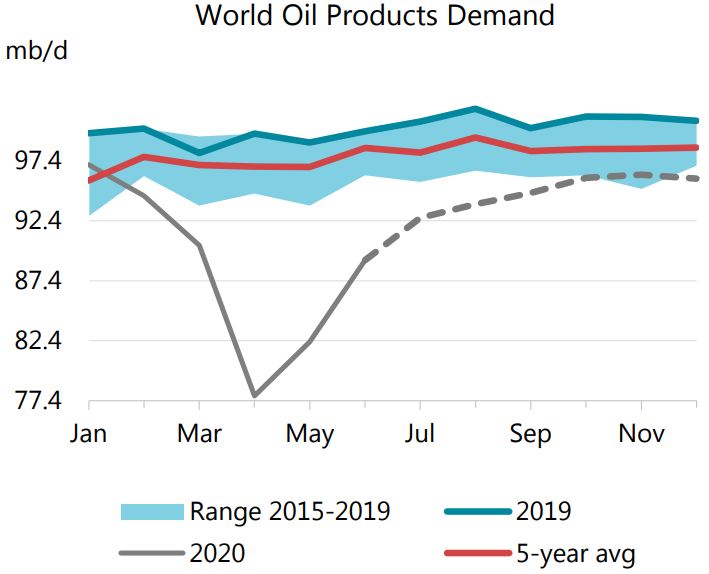 World Oil Products Demand
mb/d
97.4
92.4
87.4
82.4
77.4
Jan Mar May Jul Sep Nov
Range 2015-2019 2019
2020 5-year avg